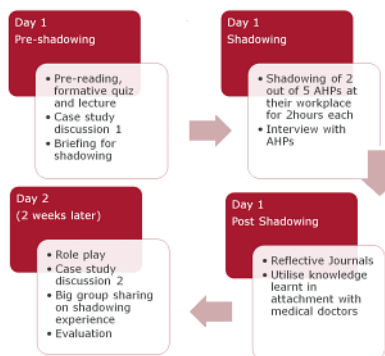 Day 1
Pre-shadowing
• Pre-reading,
formative quiz
and lecture
• Case study
discussion 1
• Briefing for
shadowing
Day 1
Shadowing
• Shadowing of 2
out of 5 AHPs at
their workplace
for 2hours each
• Interview with
AHPs
Day 1
Post Shadowing
• Reflective Journals
• Utilise knowledge
learnt in
attachment with
medical doctors
Day 2
(2 weeks later)
• Role play
• Case study
discussion 2
• Big group sharing
on shadowing
experience
• Evaluation